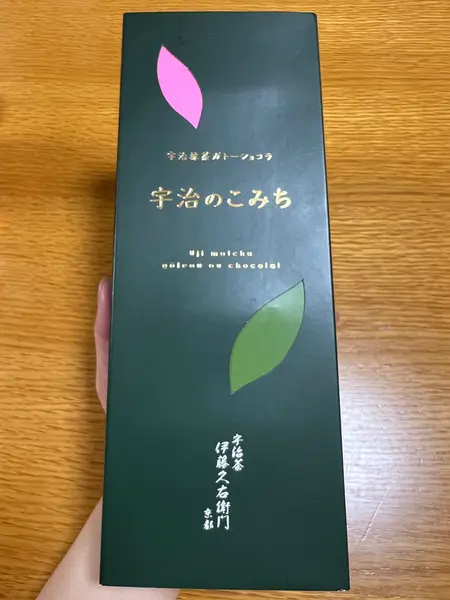 宇治抹茶ガトーショコラ
宇治のこみち
Uji matcha
gâteau au chocolat
宇治茶
伊藤久右衛門
京都